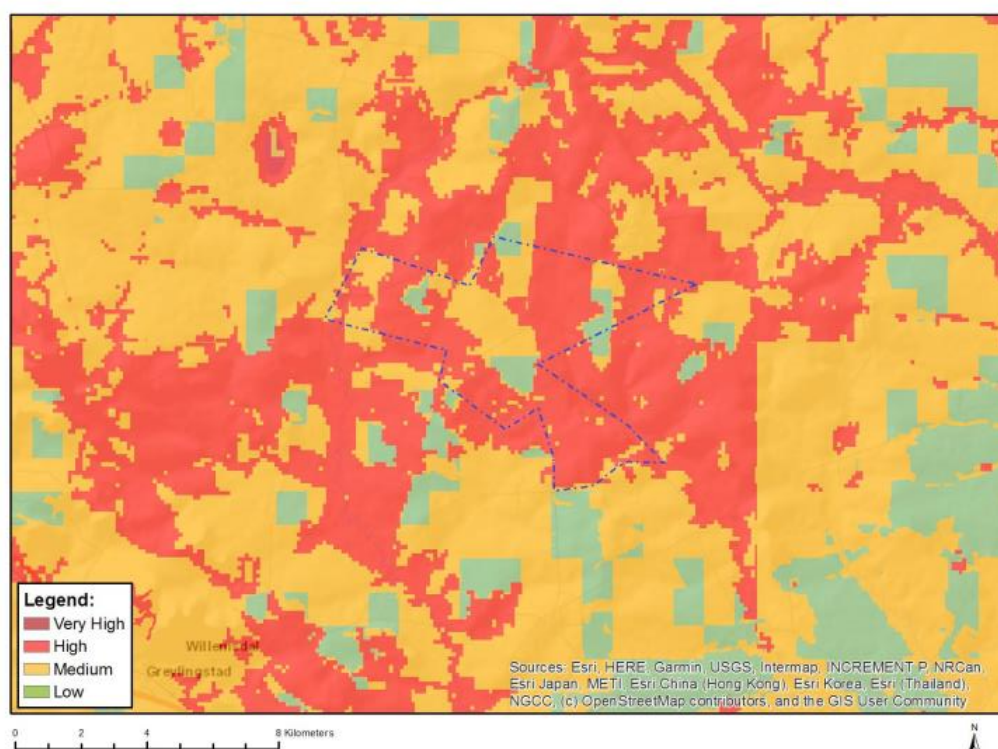 Legend:
Very High
High
Medium
Low
Greylingstad
Sources: Esri, HERE, Garmin, USGS, Intermap, INCREMENT P, NRCan,
Esri Japan, METI, Esri China (Hong Kong), Esri Korea, Esri (Thailand),
NGCC, (c) OpenStreetMap contributors, and the GIS User Community
0 2 4 8 Kilometers
N